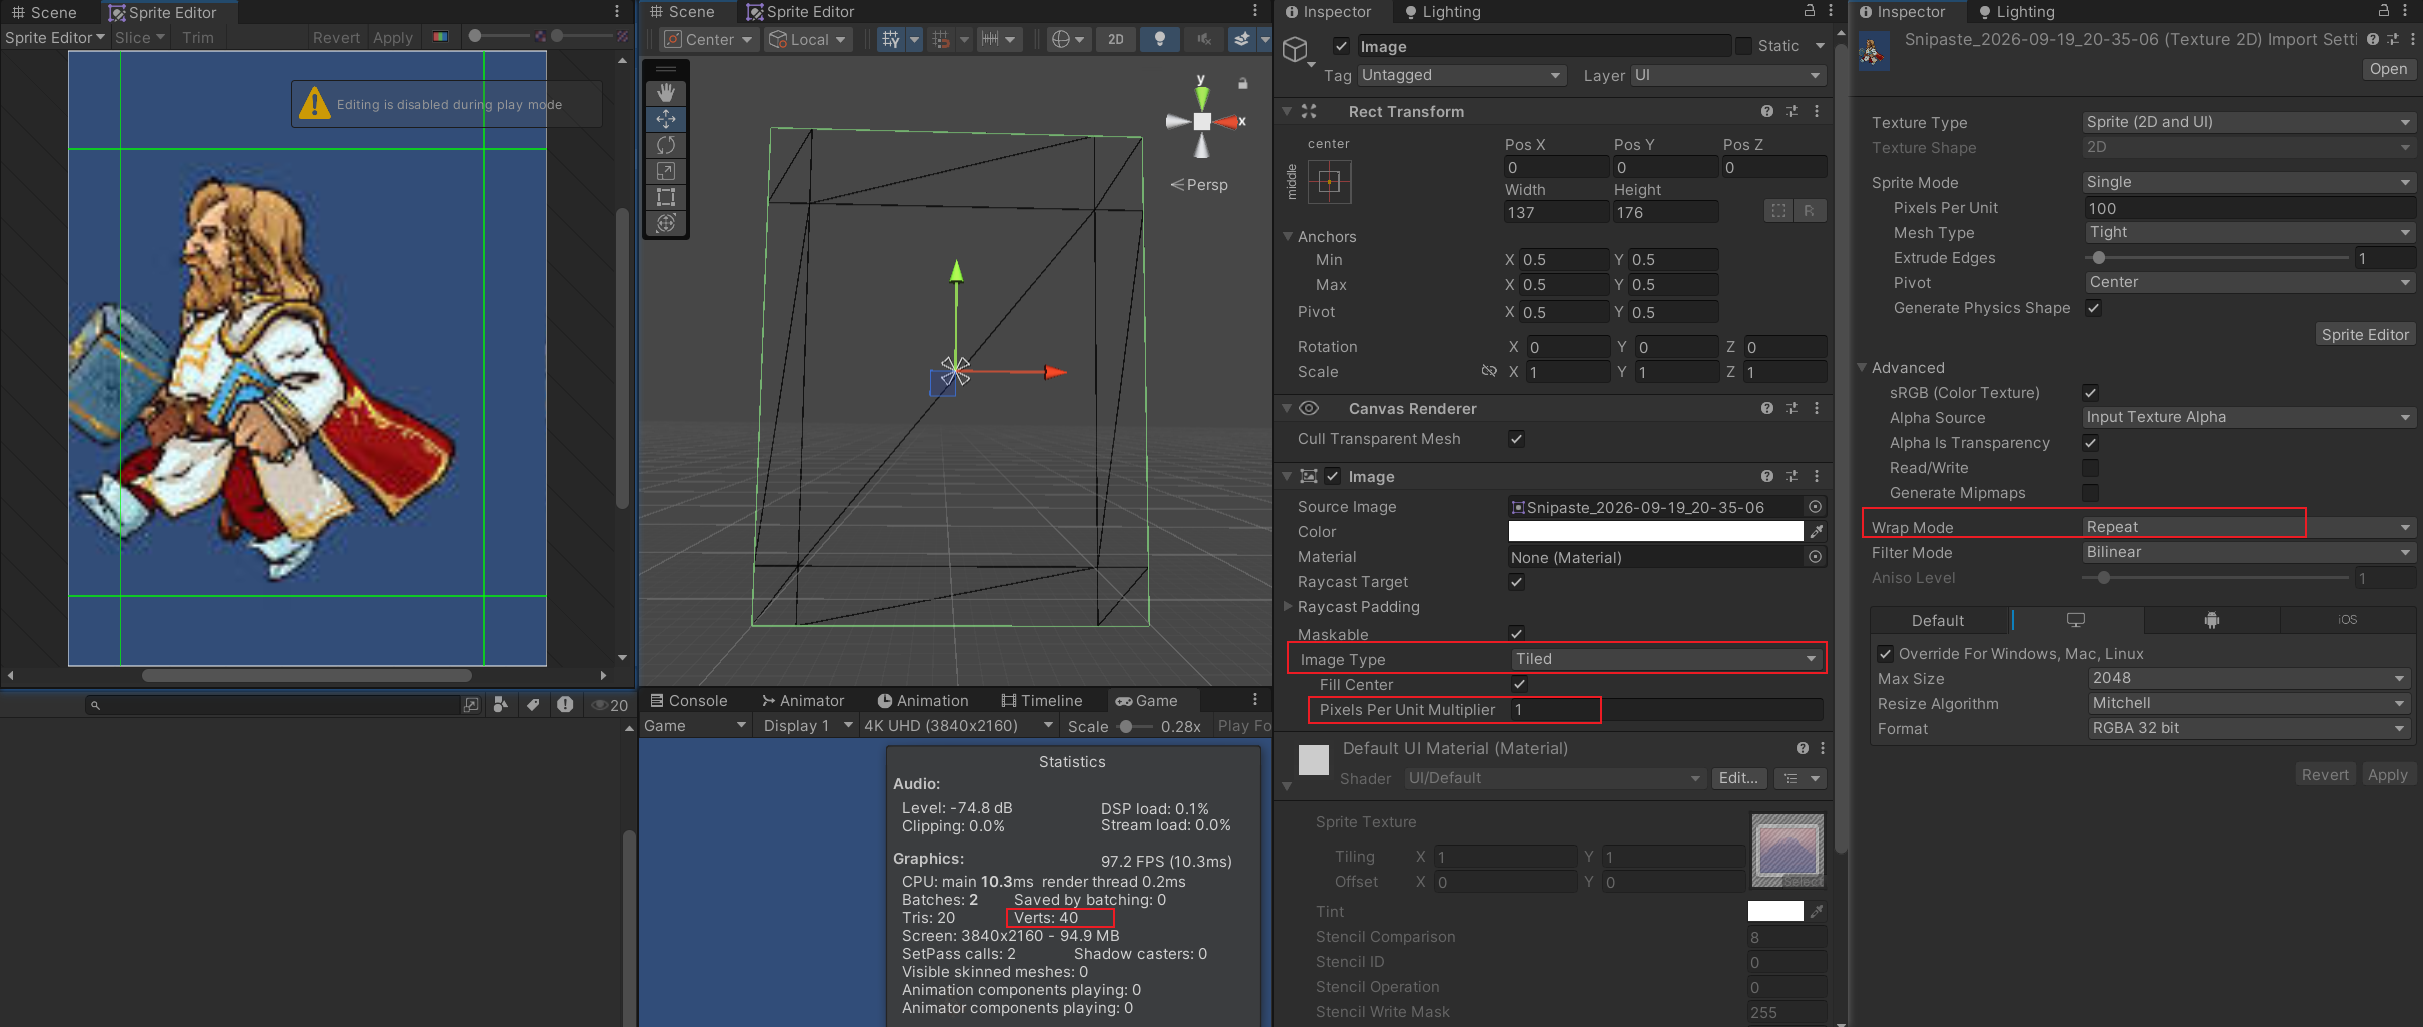 Scene
Sprite Editor
Sprite Editor
Slice
Trim
Revert
Apply
Editing is disabled during play mode
20
Scene
Sprite Editor
Center
Local
2D
y
x
Persp
Console
Animator
Animation
Timeline
Game
Game
Display 1
4K UHD (3840x2160)
Scale
0.28x
Play Fo
Statistics
Audio:
Level: -74.8 dB
DSP load: 0.1%
Clipping: 0.0%
Stream load: 0.0%
Graphics:
97.2 FPS (10.3ms)
CPU: main 10.3ms render thread 0.2ms
Batches: 2
Saved by batching: 0
Tris: 20
Verts: 40
Screen: 3840x2160 - 94.9 MB
SetPass calls: 2
Shadow casters: 0
Visible skinned meshes: 0
Animation components playing: 0
Animator components playing: 0
Inspector
Lighting
Image
Static
Tag
Untagged
Layer
UI
Rect Transform
center
middle
Pos X
Pos Y
Pos Z
0
0
0
Width
Height
137
176
R
Anchors
Min
X 0.5
Y 0.5
Max
X 0.5
Y 0.5
Pivot
X 0.5
Y 0.5
Rotation
X 0
Y 0
Z 0
Scale
X 1
Y 1
Z 1
Canvas Renderer
Cull Transparent Mesh
Image
Source Image
Snipaste_2026-09-19_20-35-06
Color
Material
None (Material)
Raycast Target
Raycast Padding
Maskable
Image Type
Tiled
Fill Center
Pixels Per Unit Multiplier
1
Default UI Material (Material)
Shader
UI/Default
Edit...
Sprite Texture
Tiling
X 1
Y 1
Offset
X 0
Y 0
Select
Tint
Stencil Comparison
8
Stencil ID
0
Stencil Operation
0
Stencil Write Mask
255
Inspector
Lighting
Snipaste_2026-09-19_20-35-06 (Texture 2D) Import Setti
Open
Texture Type
Sprite (2D and UI)
Texture Shape
2D
Sprite Mode
Single
Pixels Per Unit
100
Mesh Type
Tight
Extrude Edges
1
Pivot
Center
Generate Physics Shape
Sprite Editor
Advanced
sRGB (Color Texture)
Alpha Source
Input Texture Alpha
Alpha Is Transparency
Read/Write
Generate Mipmaps
Wrap Mode
Repeat
Filter Mode
Bilinear
Aniso Level
1
Default
iOS
Override For Windows, Mac, Linux
Max Size
2048
Resize Algorithm
Mitchell
Format
RGBA 32 bit
Revert
Apply